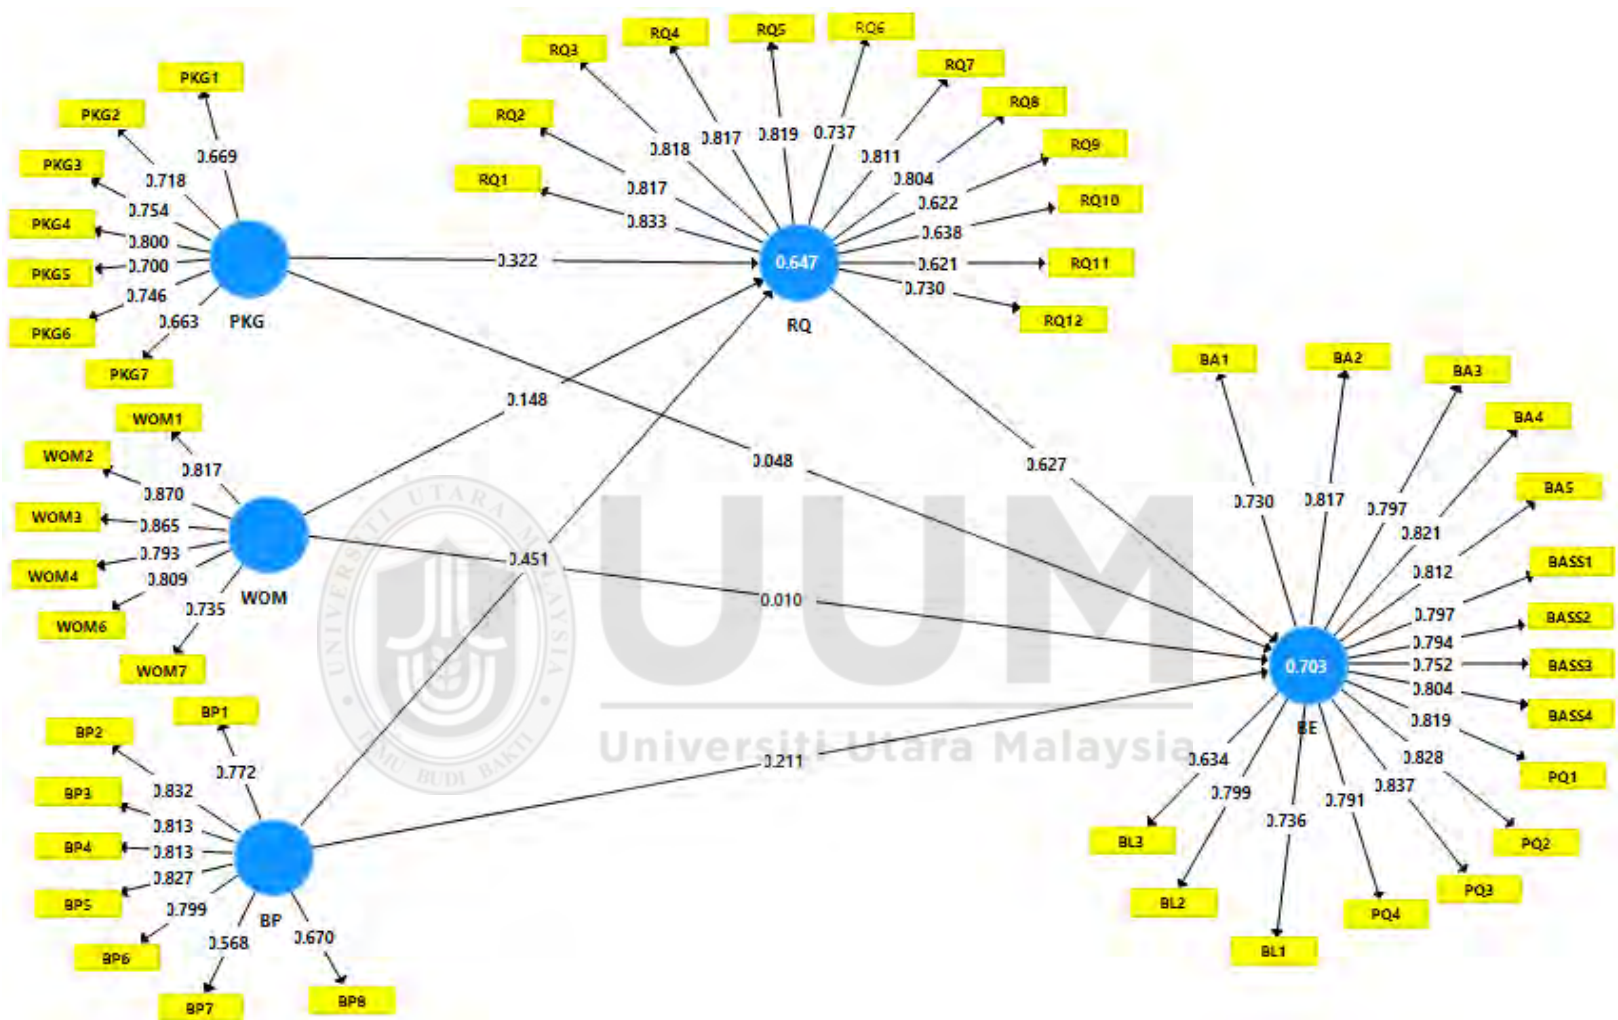 PKG1
PKG2
PKG3
PKG4
PKG5
PKG6
PKG7
0.669
0.718
0.754
0.800
0.700
0.746
0.663
PKG
RQ1
RQ2
RQ3
RQ4
RQ5
RQ6
RQ7
RQ8
RQ9
RQ10
RQ11
RQ12
0.833
0.817
0.818
0.817
0.819
0.737
0.811
0.804
0.622
0.638
0.621
0.730
0.647
RQ
0.322
0.148
0.451
0.048
0.010
0.211
0.627
WOM1
WOM2
WOM3
WOM4
WOM6
WOM7
0.817
0.870
0.865
0.793
0.809
0.735
WOM
BP1
BP2
BP3
BP4
BP5
BP6
BP7
BP8
0.772
0.832
0.813
0.813
0.827
0.799
0.568
0.670
BP
BA1
BA2
BA3
BA4
BA5
BASS1
BASS2
BASS3
BASS4
PQ1
PQ2
PQ3
PQ4
BL1
BL2
BL3
0.730
0.817
0.797
0.821
0.812
0.797
0.794
0.752
0.804
0.819
0.828
0.837
0.791
0.736
0.799
0.634
0.703
BE
UNIVERSITI UTARA MALAYSIA
ILMU BUDI BAKTI
UUM
Universiti Utara Malaysia